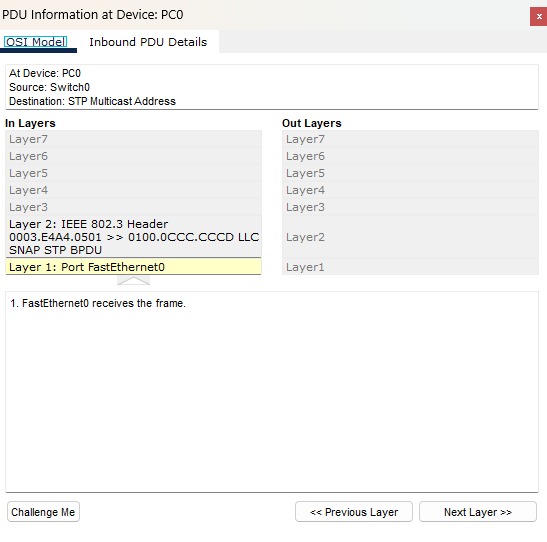 PDU Information at Device: PC0
x
OSI Model
Inbound PDU Details
At Device: PC0
Source: Switch0
Destination: STP Multicast Address
In Layers
Layer7
Layer6
Layer5
Layer4
Layer3
Layer 2: IEEE 802.3 Header
0003.E4A4.0501 >> 0100.0CCC.CCCD LLC
SNAP STP BPDU
Layer 1: Port FastEthernet0
Out Layers
Layer7
Layer6
Layer5
Layer4
Layer3
Layer2
Layer1
1. FastEthernet0 receives the frame.
Challenge Me
<< Previous Layer
Next Layer >>